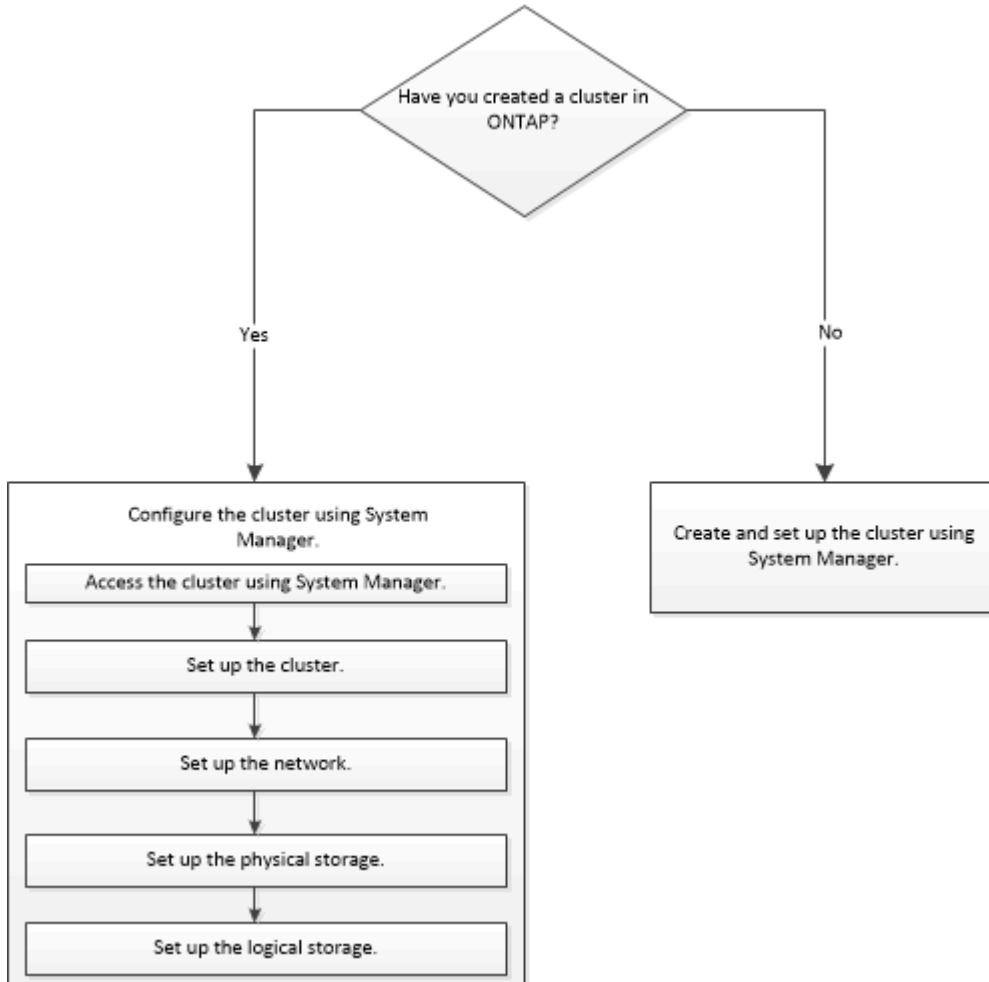 Have you created a cluster in
ONTAP?
Yes
No
Configure the cluster using System
Manager.
Access the cluster using System Manager.
Set up the cluster.
Set up the network.
Set up the physical storage.
Set up the logical storage.
Create and set up the cluster using
System Manager.